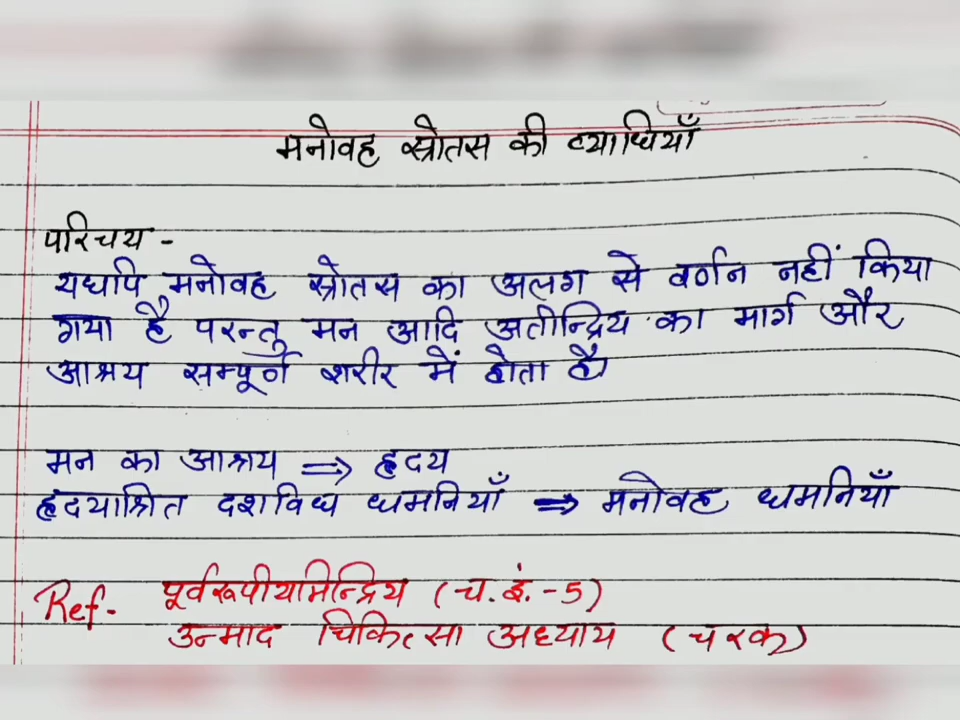 मनोवह स्रोतस की व्याधियाँ
परिचय -
यद्यपि मनोवह स्रोतस का अलग से वर्णन नहीं किया
गया है परन्तु मन आदि अतीन्द्रिय का मार्ग और
आश्रय सम्पूर्ण शरीर में होता है।
मन का आश्रय ⇒ हृदय
हृदयाश्रित दशविध धमनियाँ ⇒ मनोवह धमनियाँ
Ref- पूर्वरूपीयमिन्द्रिय (च. इं. -5)
उन्माद चिकित्सा अध्याय (चरक)